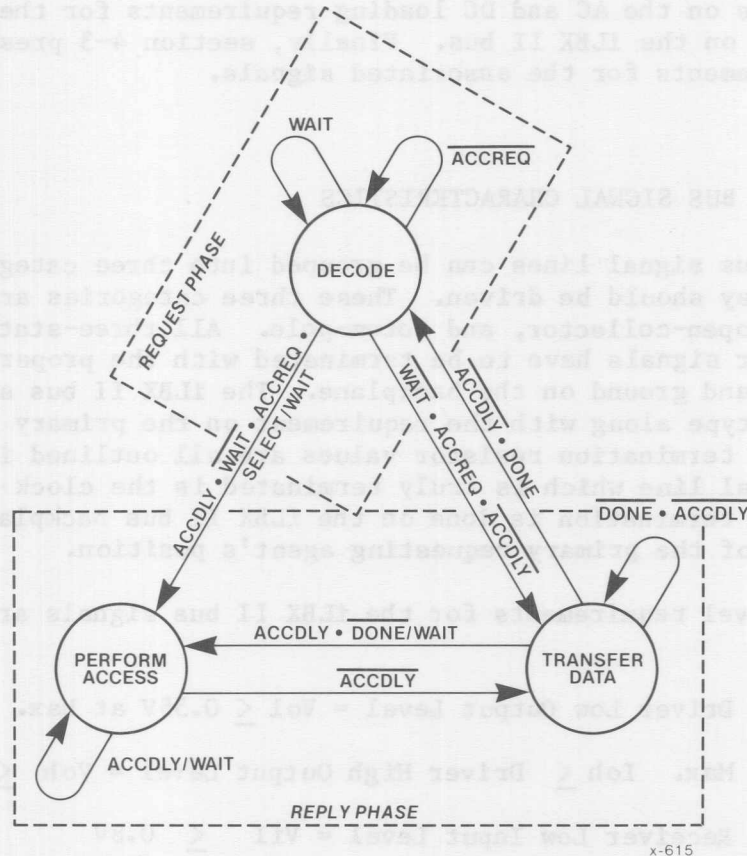 WAIT
ACCREQ
DECODE
REQUEST PHASE
ACCDLY • WAIT • ACCREQ •
SELECT/WAIT
ACCDLY • DONE
WAIT • ACCREQ • ACCDLY
DONE • ACCDLY
PERFORM
ACCESS
ACCDLY • DONE/WAIT
ACCDLY
TRANSFER
DATA
ACCDLY/WAIT
REPLY PHASE
x-615